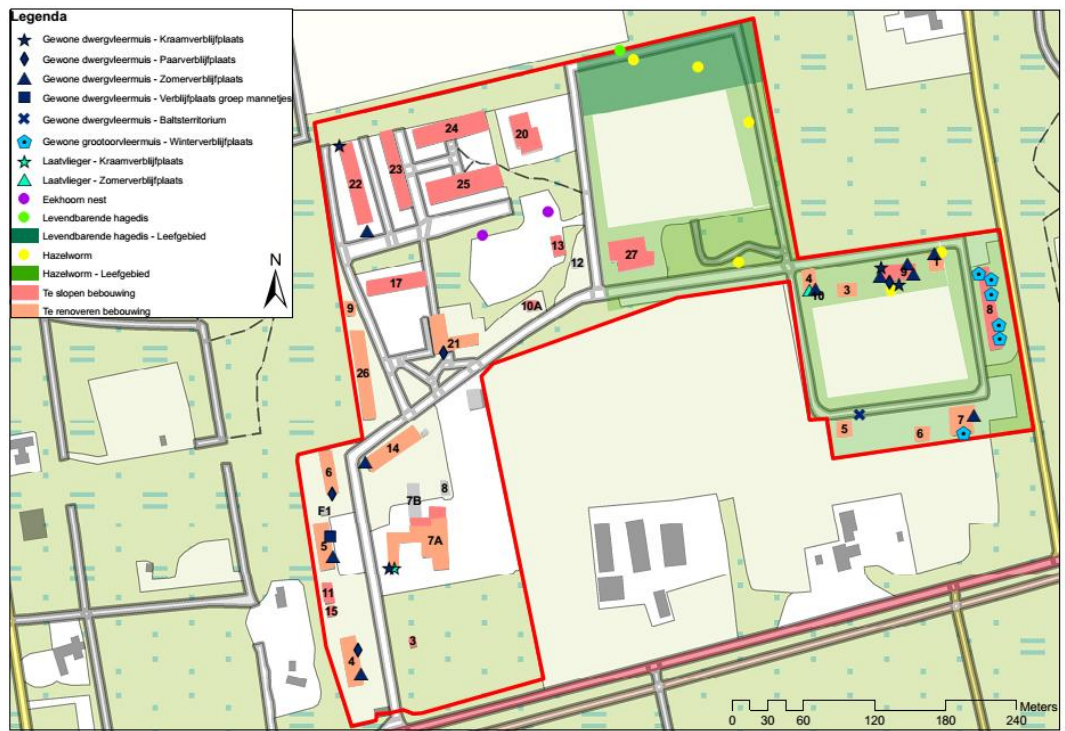 Legenda
Gewone dwergvleermuis - Kraamverblijfplaats
Gewone dwergvleermuis - Paarverblijfplaats
Gewone dwergvleermuis - Zomerverblijfplaats
Gewone dwergvleermuis - Verblijfplaats groep mannetjes
Gewone dwergvleermuis - Baltsterritorium
Gewone grootoorvleermuis - Winterverblijfplaats
Laatvlieger - Kraamverblijfplaats
Laatvlieger - Zomerverblijfplaats
Eekhoorn nest
Levendbarende hagedis
Levendbarende hagedis - Leefgebied
Hazelworm
Hazelworm - Leefgebied
Te slopen bebouwing
Te renoveren bebouwing
N
24
20
23
22
25
13
12
27
17
10A
9
21
26
14
6
8
7B
F1
5
7A
11
15
3
4
4
10
3
9
1
8
5
6
7
Meters
0 30 60 120 180 240